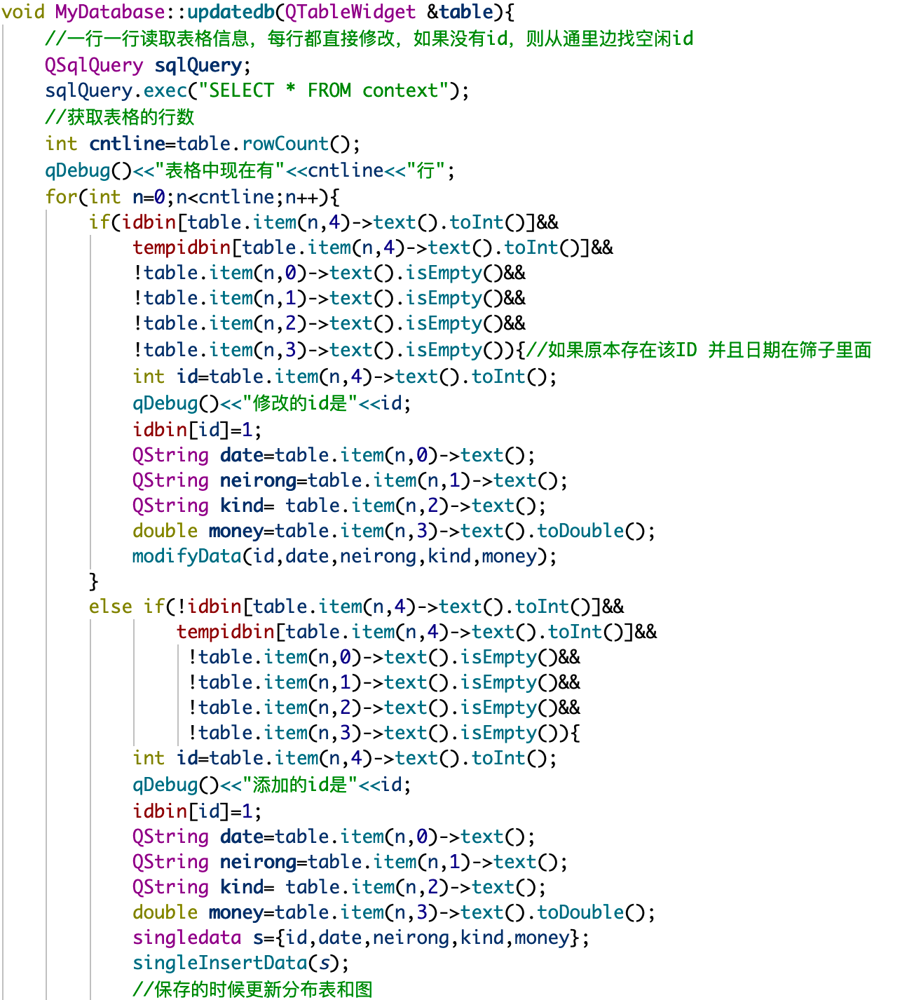 void MyDatabase::updatedb(QTableWidget &table){
    //一行一行读取表格信息，每行都直接修改，如果没有id，则从通里边找空闲id
    QSqlQuery sqlQuery;
    sqlQuery.exec("SELECT * FROM context");
    //获取表格的行数
    int cntline=table.rowCount();
    qDebug()<<"表格中现在有"<<cntline<<"行";
    for(int n=0;n<cntline;n++){
        if(idbin[table.item(n,4)->text().toInt()]&&
            tempidbin[table.item(n,4)->text().toInt()]&&
            !table.item(n,0)->text().isEmpty()&&
            !table.item(n,1)->text().isEmpty()&&
            !table.item(n,2)->text().isEmpty()&&
            !table.item(n,3)->text().isEmpty()){//如果原本存在该ID 并且日期在筛子里面
            int id=table.item(n,4)->text().toInt();
            qDebug()<<"修改的id是"<<id;
            idbin[id]=1;
            QString date=table.item(n,0)->text();
            QString neirong=table.item(n,1)->text();
            QString kind= table.item(n,2)->text();
            double money=table.item(n,3)->text().toDouble();
            modifyData(id,date,neirong,kind,money);
        }
        else if(!idbin[table.item(n,4)->text().toInt()]&&
                tempidbin[table.item(n,4)->text().toInt()]&&
                 !table.item(n,0)->text().isEmpty()&&
                 !table.item(n,1)->text().isEmpty()&&
                 !table.item(n,2)->text().isEmpty()&&
                 !table.item(n,3)->text().isEmpty()){
            int id=table.item(n,4)->text().toInt();
            qDebug()<<"添加的id是"<<id;
            idbin[id]=1;
            QString date=table.item(n,0)->text();
            QString neirong=table.item(n,1)->text();
            QString kind= table.item(n,2)->text();
            double money=table.item(n,3)->text().toDouble();
            singledata s={id,date,neirong,kind,money};
            singleInsertData(s);
            //保存的时候更新分布表和图